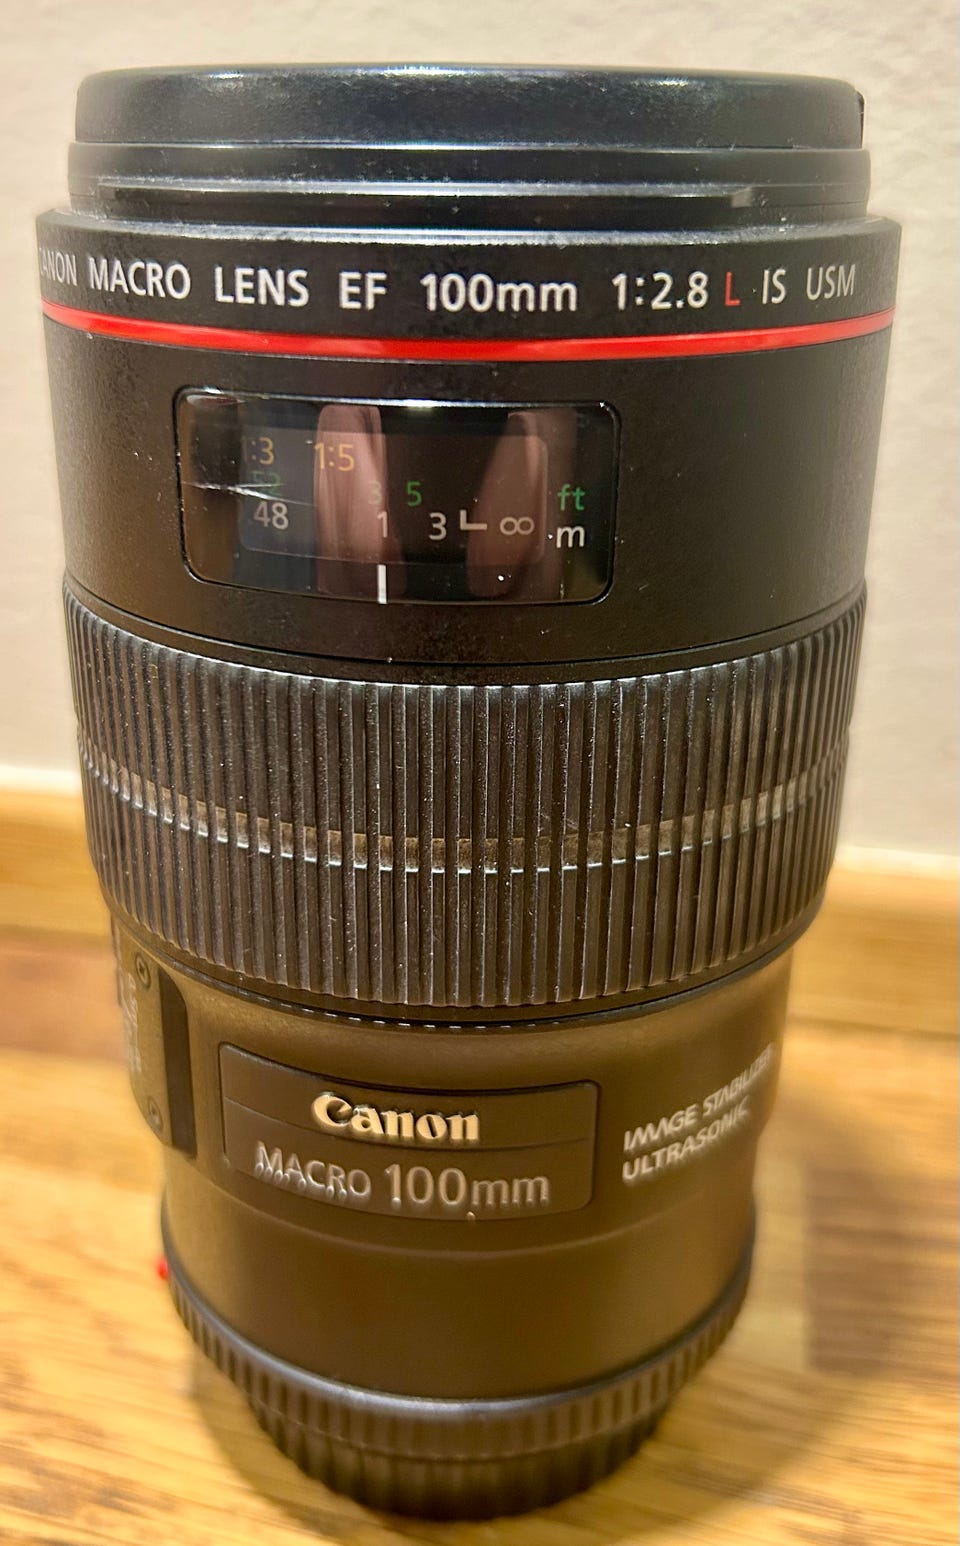 CANON MACRO LENS EF 100mm 1:2.8 L IS USM
1:3 1:5
3 5 ft
.48 1 3 L ∞ m
Canon
MACRO 100mm
IMAGE STABILIZER
ULTRASONIC